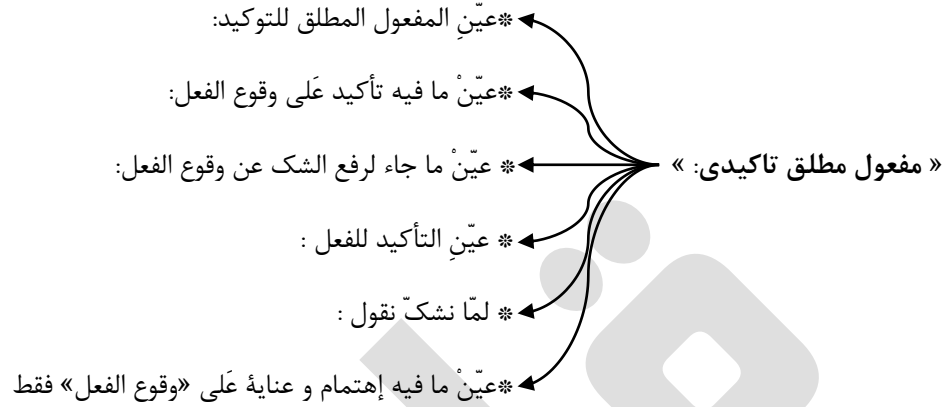 ❊عيّنِ المفعول المطلق للتوكيد:
❊عيّنْ ما فيه تأكيد عَلى وقوع الفعل:
« مفعول مطلق تاكيدى: »
❊ عيّنْ ما جاء لرفع الشك عن وقوع الفعل:
❊ عيّنِ التأكيد للفعل :
❊ لمّا نشكّ نقول :
❊عيّنْ ما فيه إهتمام و عناية عَلى «وقوع الفعل» فقط